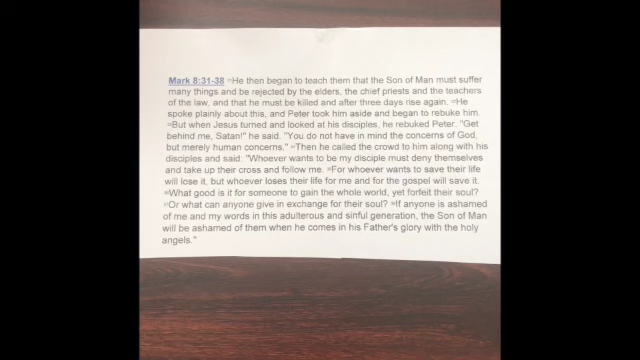 Mark 8:31-38 He then began to teach them that the Son of Man must suffer
many things and be rejected by the elders, the chief priests and the teachers
of the law, and that he must be killed and after three days rise again. He
spoke plainly about this, and Peter took him aside and began to rebuke him.
But when Jesus turned and looked at his disciples, he rebuked Peter. "Get
behind me, Satan!" he said. "You do not have in mind the concerns of God,
but merely human concerns." Then he called the crowd to him along with his
disciples and said: "Whoever wants to be my disciple must deny themselves
and take up their cross and follow me. For whoever wants to save their life
will lose it, but whoever loses their life for me and for the gospel will save it.
What good is it for someone to gain the whole world, yet forfeit their soul?
Or what can anyone give in exchange for their soul? If anyone is ashamed
of me and my words in this adulterous and sinful generation, the Son of Man
will be ashamed of them when he comes in his Father's glory with the holy
angels."